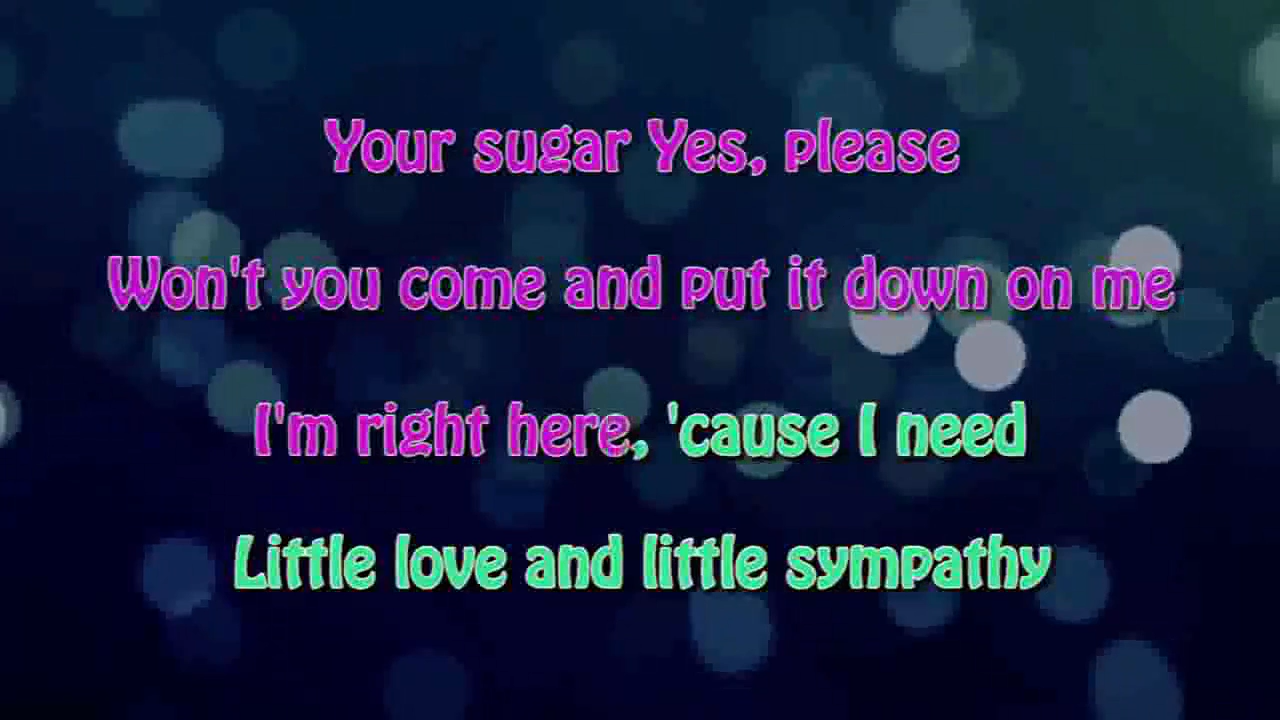 Your sugar Yes, please
Won't you come and put it down on me
I'm right here, 'cause I need
Little love and little sympathy